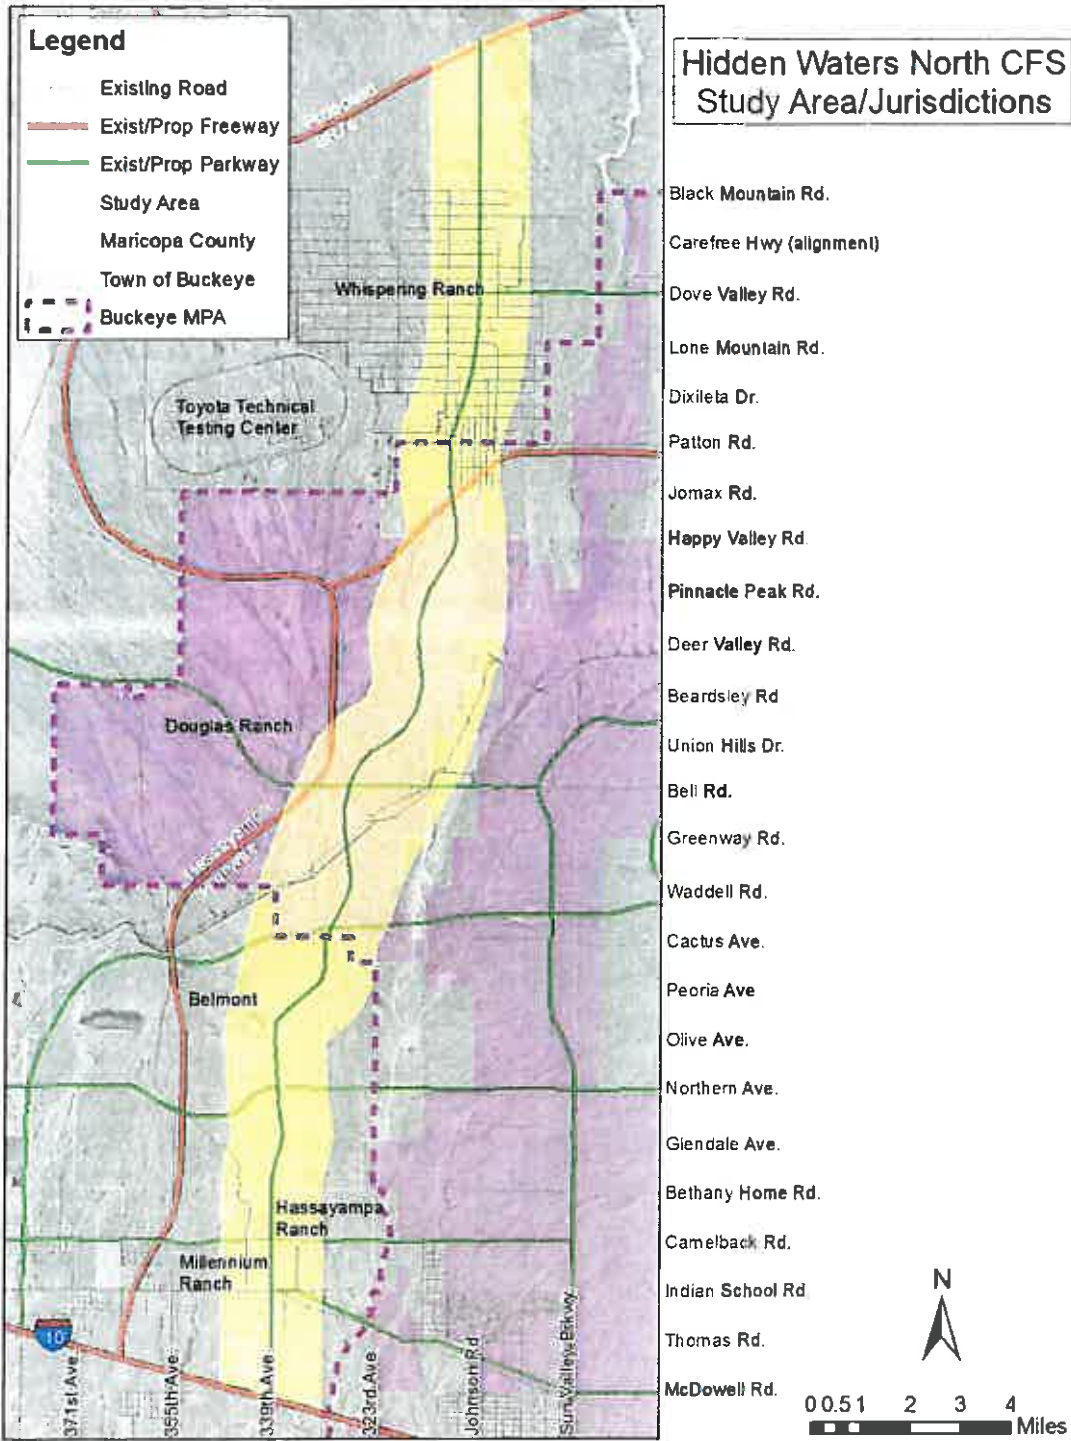 Legend
Existing Road
Exist/Prop Freeway
Exist/Prop Parkway
Study Area
Maricopa County
Town of Buckeye
Buckeye MPA
Hidden Waters North CFS
Study Area/Jurisdictions
Black Mountain Rd.
Carefree Hwy (alignment)
Dove Valley Rd.
Lone Mountain Rd.
Dixileta Dr.
Patton Rd.
Jomax Rd.
Happy Valley Rd
Pinnacle Peak Rd.
Deer Valley Rd.
Beardsley Rd
Union Hills Dr.
Bell Rd.
Greenway Rd.
Waddell Rd.
Cactus Ave.
Peoria Ave
Olive Ave.
Northern Ave.
Glendale Ave.
Bethany Home Rd.
Camelback Rd.
Indian School Rd
Thomas Rd.
McDowell Rd.
Whispering Ranch
Toyota Technical
Testing Center
Douglas Ranch
Belmont
Hassayampa
Ranch
Millennium
Ranch
10
371st Ave
355th Ave
339th Ave
323rd Ave
Johnson Rd
Sun Valley Pkwy
N
0 0.5 1 2 3 4
Miles